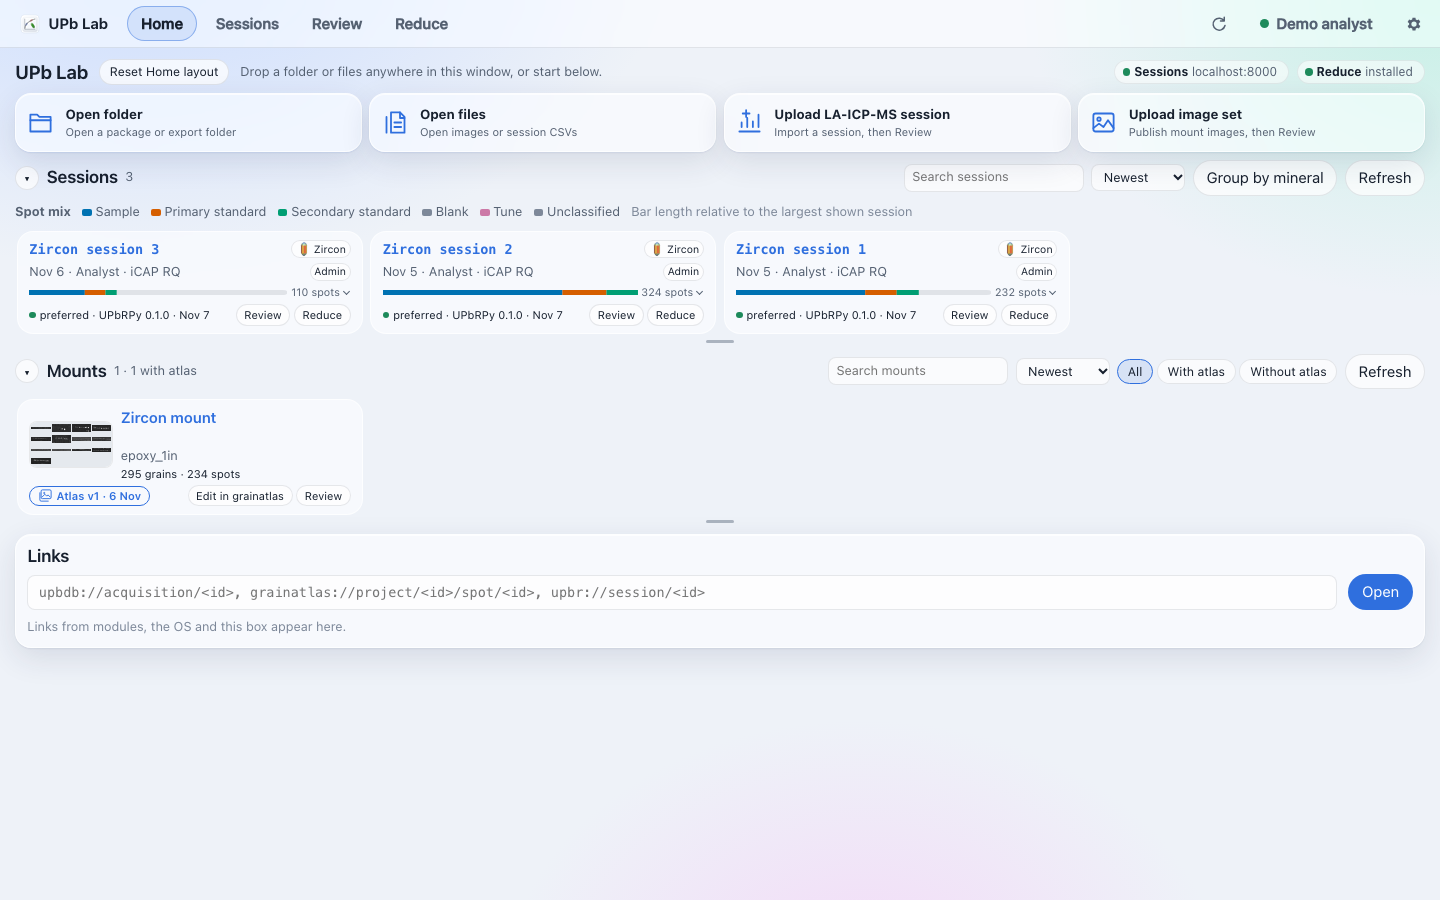 UPb Lab Home Sessions Review Reduce Demo analyst
UPb Lab Reset Home layout Drop a folder or files anywhere in this window, or start below. Sessions localhost:8000 Reduce installed
Open folder
Open a package or export folder
Open files
Open images or session CSVs
Upload LA-ICP-MS session
Import a session, then Review
Upload image set
Publish mount images, then Review
Sessions 3 Search sessions Newest Group by mineral Refresh
Spot mix Sample Primary standard Secondary standard Blank Tune Unclassified Bar length relative to the largest shown session
Zircon session 3 Zircon
Nov 6 · Analyst · iCAP RQ Admin
110 spots
preferred · UPbRPy 0.1.0 · Nov 7 Review Reduce
Zircon session 2 Zircon
Nov 5 · Analyst · iCAP RQ Admin
324 spots
preferred · UPbRPy 0.1.0 · Nov 7 Review Reduce
Zircon session 1 Zircon
Nov 5 · Analyst · iCAP RQ Admin
232 spots
preferred · UPbRPy 0.1.0 · Nov 7 Review Reduce
Mounts 1 · 1 with atlas Search mounts Newest All With atlas Without atlas Refresh
Zircon mount
epoxy_1in
295 grains · 234 spots
Atlas v1 · 6 Nov Edit in grainatlas Review
Links
upbdb://acquisition/<id>, grainatlas://project/<id>/spot/<id>, upbr://session/<id> Open
Links from modules, the OS and this box appear here.